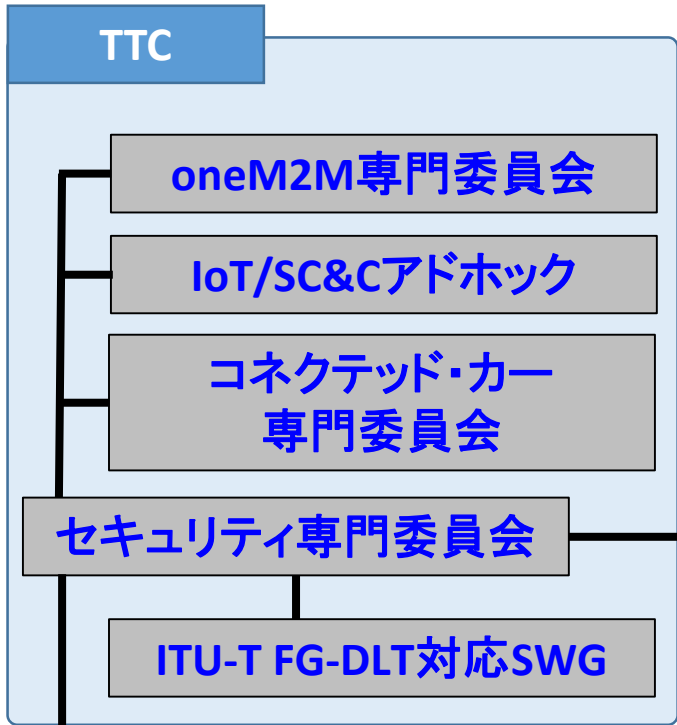 TTC
oneM2M専門委員会
IoT/SC&Cアドホック
コネクテッド・カー
専門委員会
セキュリティ専門委員会
ITU-T FG-DLT対応SWG